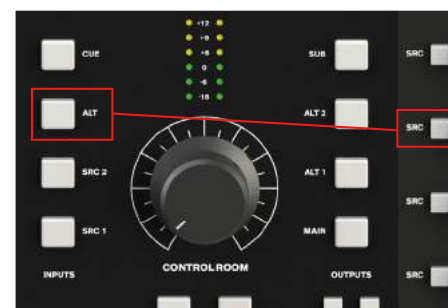 +12
+9
+6
0
-6
-18
CUE
SUB
SRC
ALT
ALT 2
SRC
SRC 2
ALT 1
SRC
SRC 1
MAIN
SRC
INPUTS
CONTROL ROOM
OUTPUTS